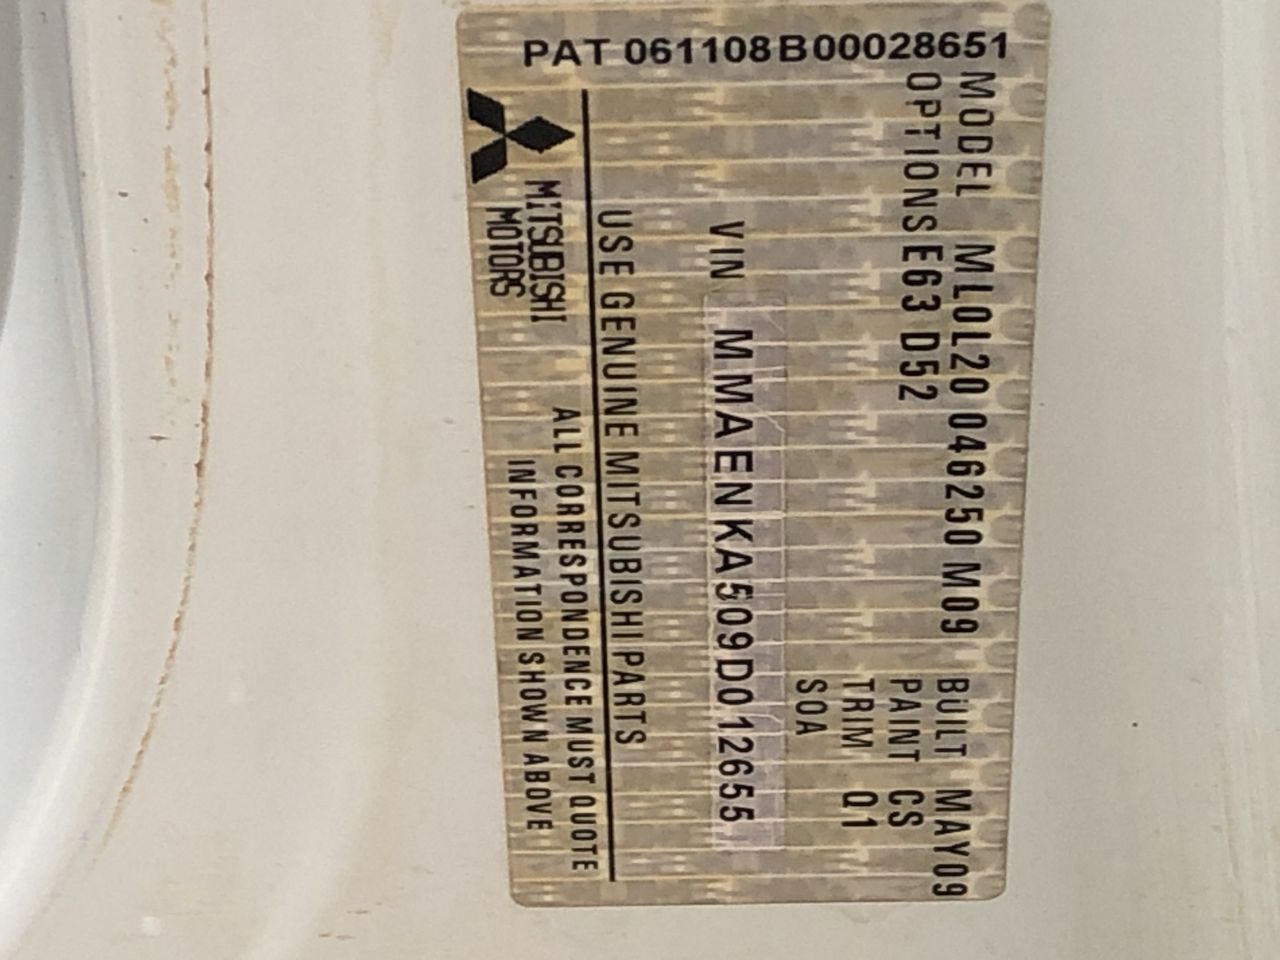 PAT 061108B00028651
MODEL ML0L20 046250 M09 BUILT MAY09
OPTIONS E63 D52 PAINT CS
TRIM Q1
SOA
VIN MMAENKA509D012655
USE GENUINE MITSUBISHI PARTS
MITSUBISHI
MOTORS
ALL CORRESPONDENCE MUST QUOTE
INFORMATION SHOWN ABOVE